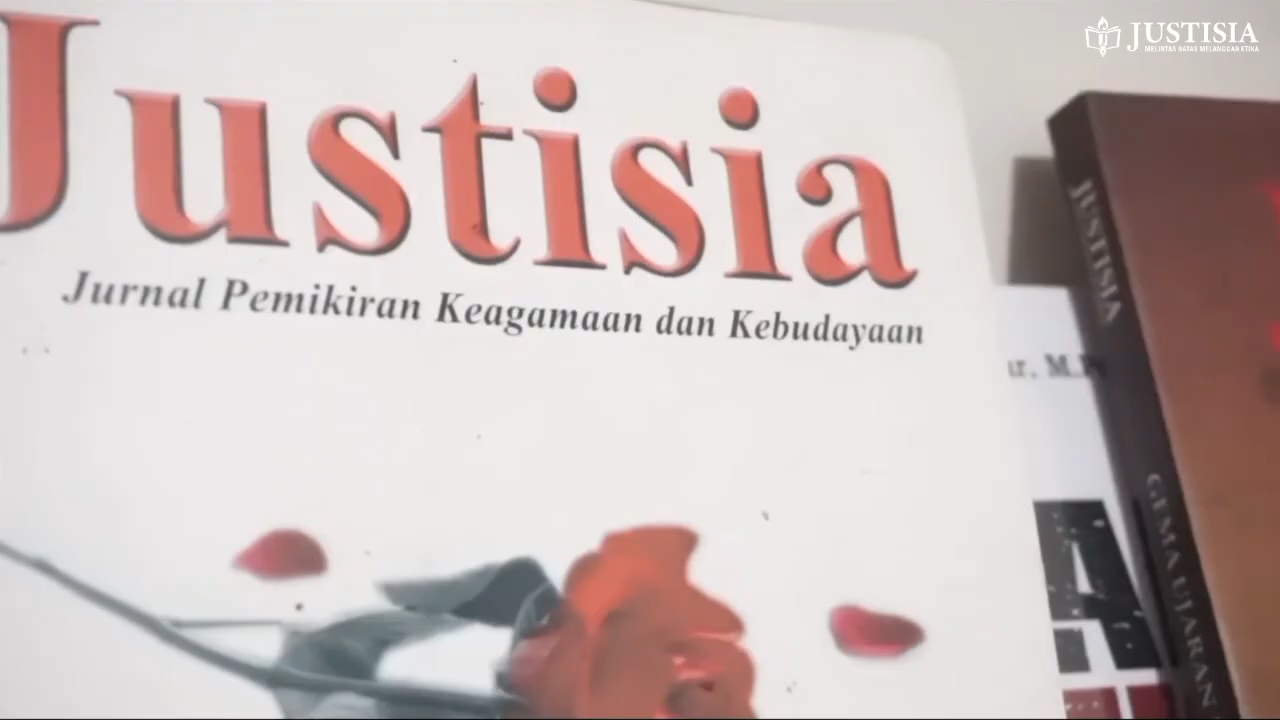 JUSTISIA
MELINTAS BATAS MELANGGAR ETIKA
Justisia
Jurnal Pemikiran Keagamaan dan Kebudayaan
JUSTISIA
GEMA UJARAN